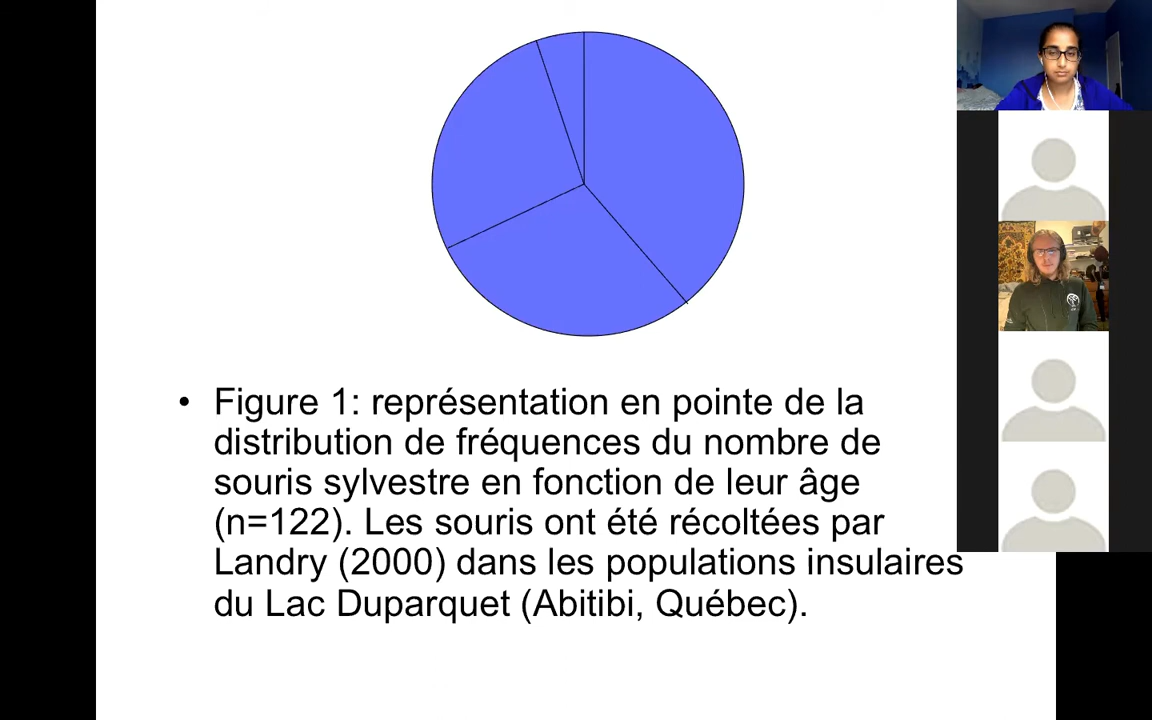 • Figure 1: représentation en pointe de la
distribution de fréquences du nombre de
souris sylvestre en fonction de leur âge
(n=122). Les souris ont été récoltées par
Landry (2000) dans les populations insulaires
du Lac Duparquet (Abitibi, Québec).